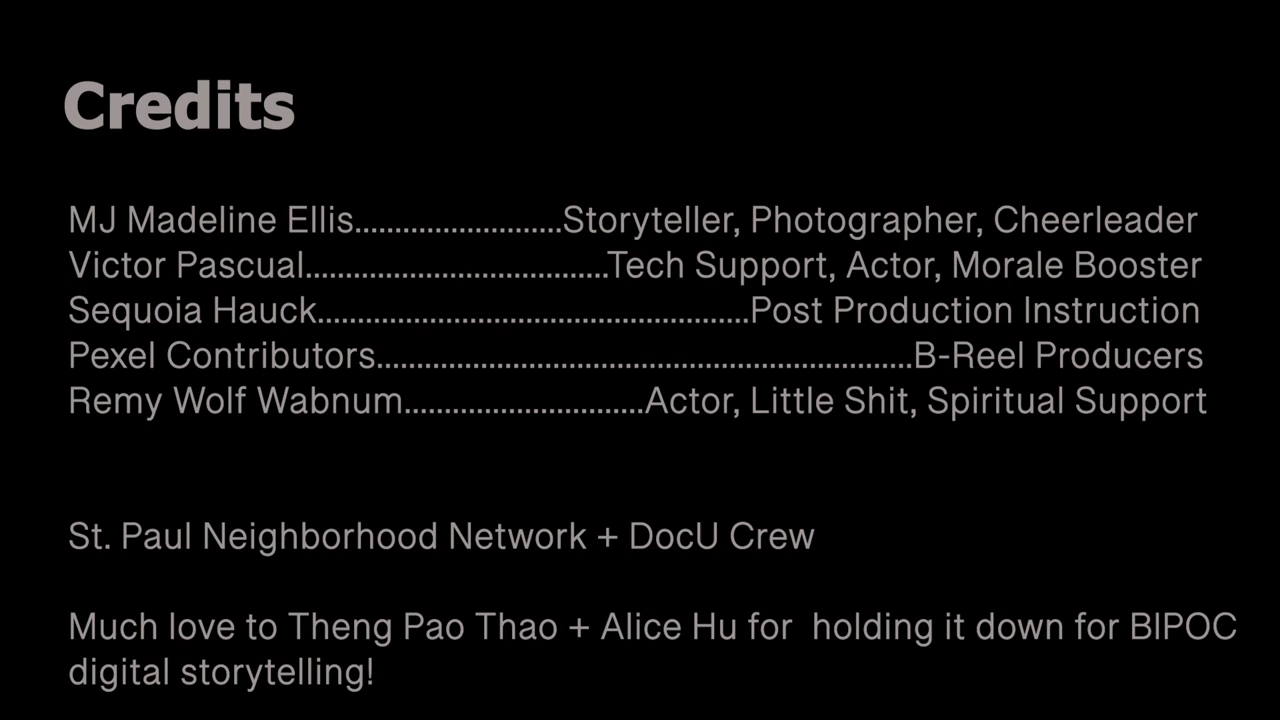 Credits
MJ Madeline Ellis..........................Storyteller, Photographer, Cheerleader
Victor Pascual......................................Tech Support, Actor, Morale Booster
Sequoia Hauck......................................................Post Production Instruction
Pexel Contributors...................................................................B-Reel Producers
Remy Wolf Wabnum..............................Actor, Little Shit, Spiritual Support
St. Paul Neighborhood Network + DocU Crew
Much love to Theng Pao Thao + Alice Hu for  holding it down for BIPOC
digital storytelling!